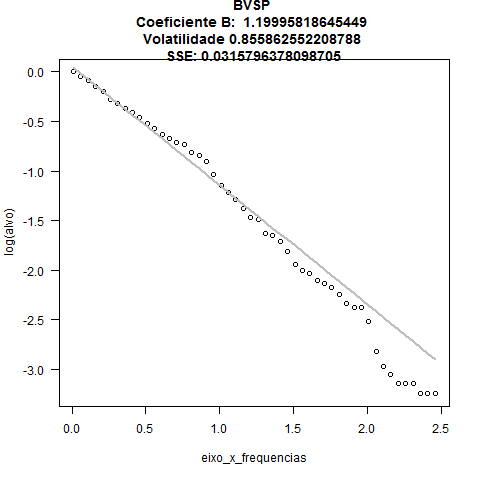 BVSP
Coeficiente B:  1.19995818645449
Volatilidade 0.855862552208788
SSE: 0.0315796378098705
0.0
-0.5
-1.0
-1.5
-2.0
-2.5
-3.0
log(alvo)
0.0 0.5 1.0 1.5 2.0 2.5
eixo_x_frequencias